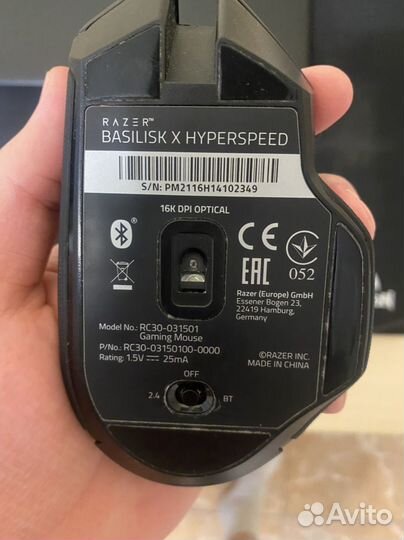 RAZER™
BASILISK X HYPERSPEED
S/N: PM2116H14102349
16K DPI OPTICAL
CE
EAC
052
Razer (Europe) GmbH
Essener Bogen 23,
22419 Hamburg,
Germany
Model No.: RC30-031501
Gaming Mouse
P/No.: RC30-03150100-0000
Rating: 1.5V ⎓ 25mA
©RAZER INC.
MADE IN CHINA
OFF
2.4
BT
Avito